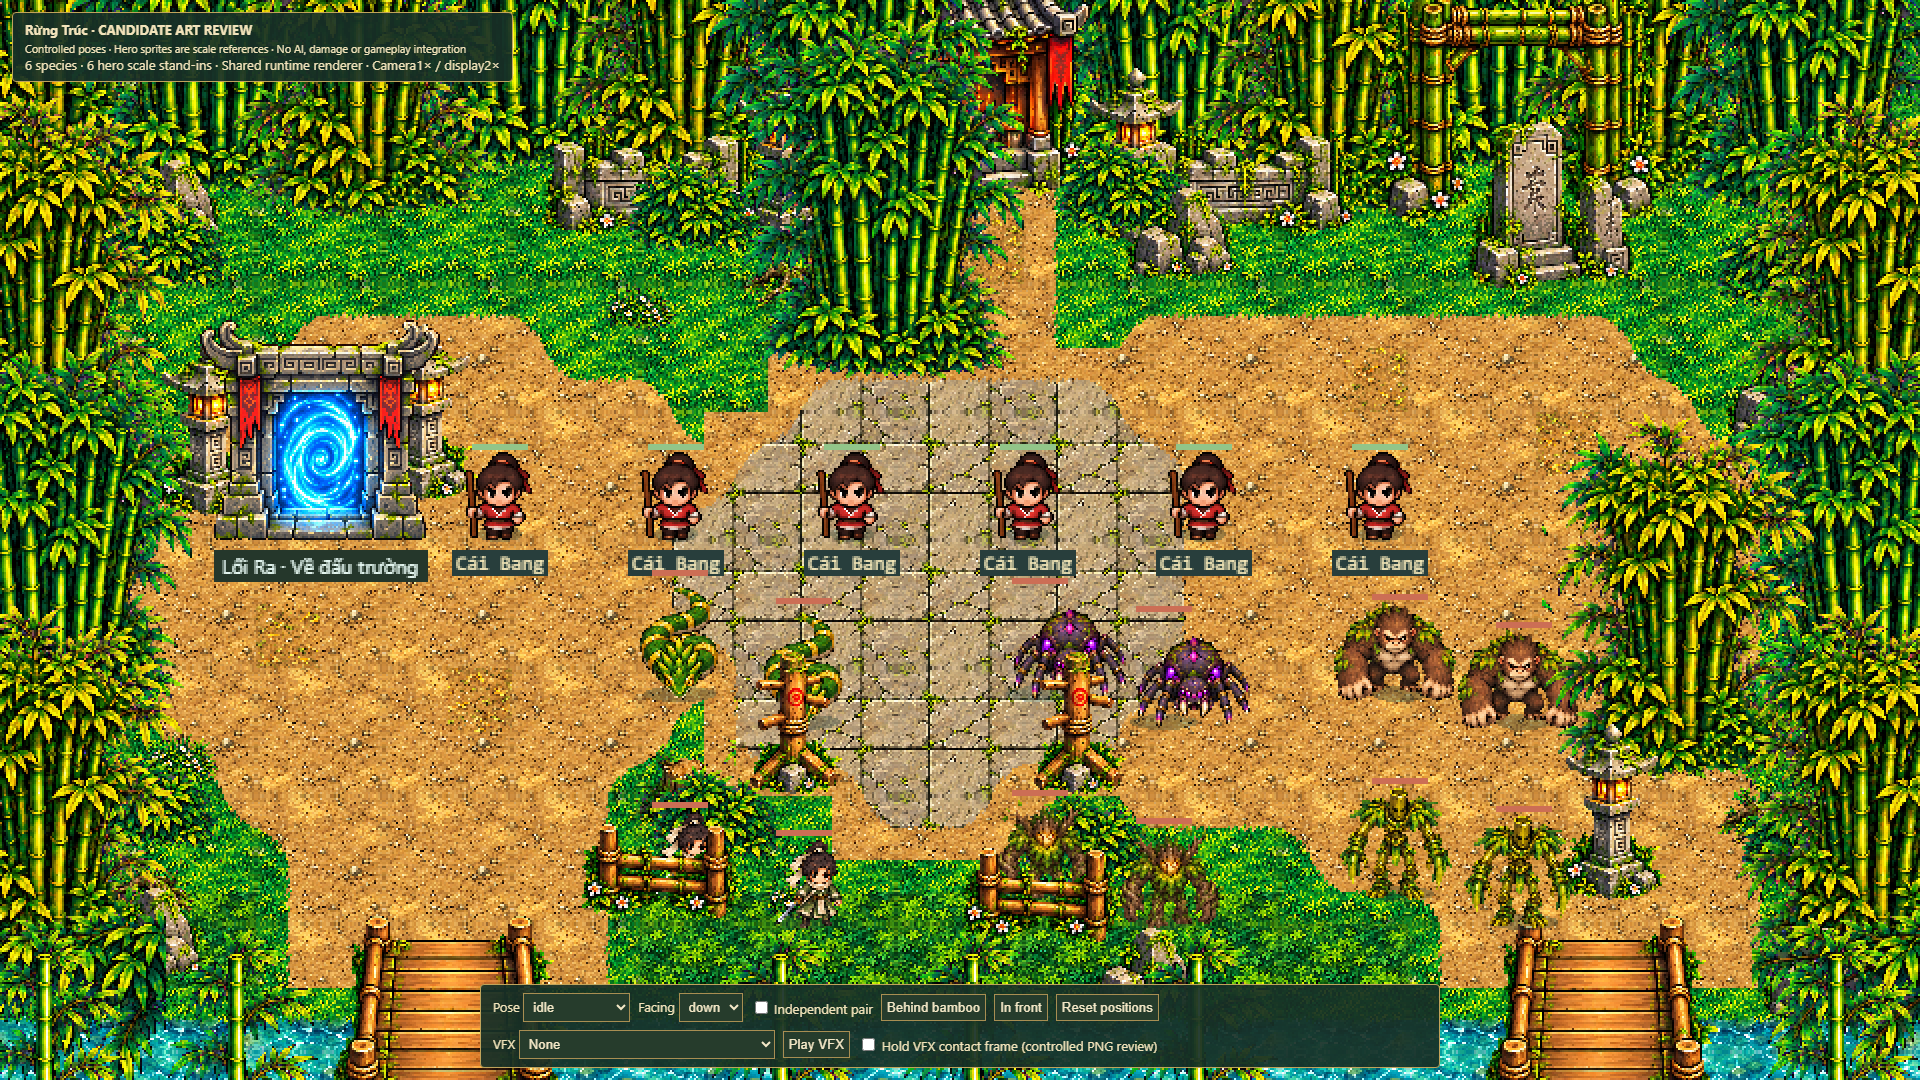 Rừng Trúc · CANDIDATE ART REVIEW
Controlled poses · Hero sprites are scale references · No AI, damage or gameplay integration
6 species · 6 hero scale stand-ins · Shared runtime renderer · Camera1× / display2×
Lối Ra - Về đấu trường
Cái Bang
Cái Bang
Cái Bang
Cái Bang
Cái Bang
Cái Bang
Pose idle Facing down Independent pair Behind bamboo In front Reset positions
VFX None Play VFX Hold VFX contact frame (controlled PNG review)